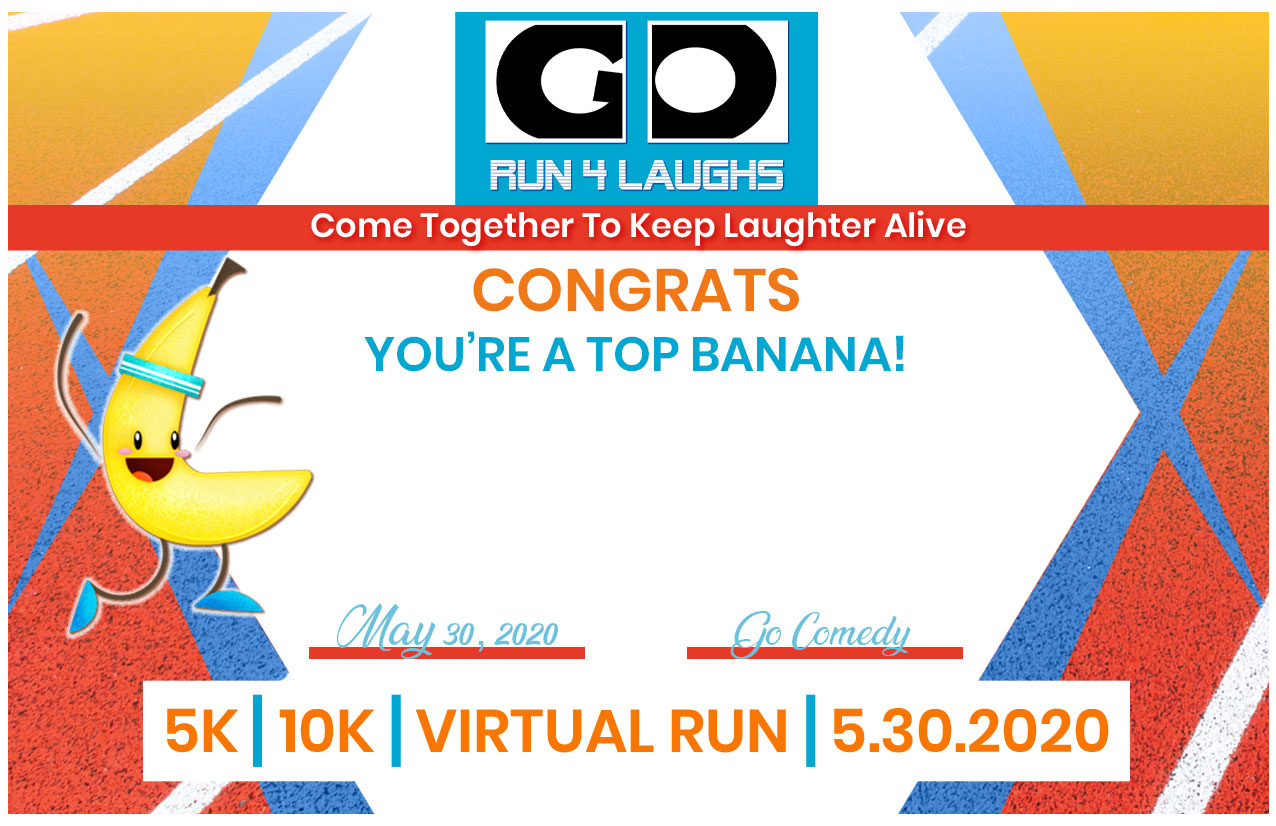 GO
RUN 4 LAUGHS
Come Together To Keep Laughter Alive
CONGRATS
YOU'RE A TOP BANANA!
May 30, 2020
Go Comedy
5K | 10K | VIRTUAL RUN | 5.30.2020